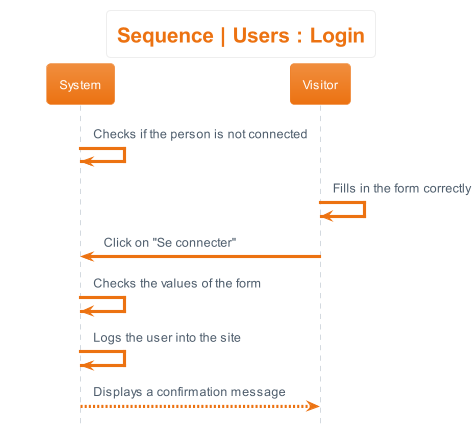 Sequence | Users : Login
System
Visitor
Checks if the person is not connected
Fills in the form correctly
Click on "Se connecter"
Checks the values of the form
Logs the user into the site
Displays a confirmation message